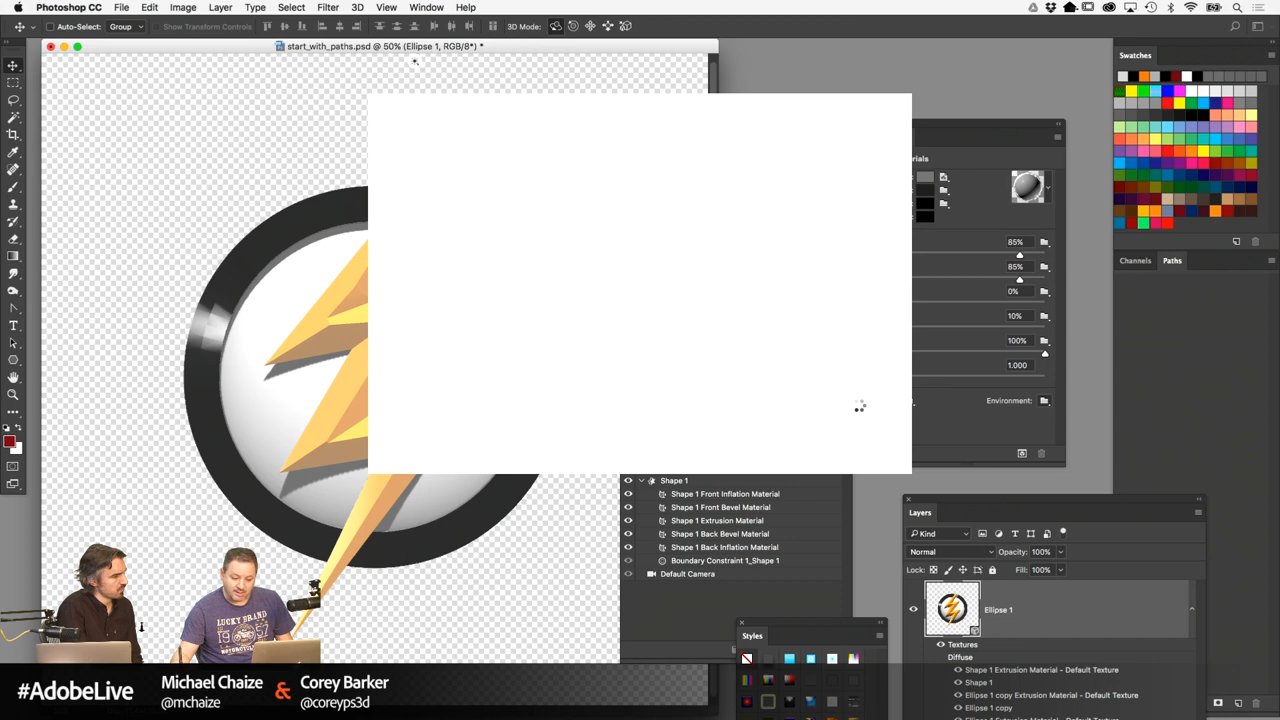 Photoshop CC File Edit Image Layer Type Select Filter 3D View Window Help
Auto-Select: Group Show Transform Controls 3D Mode:
start_with_paths.psd @ 50% (Ellipse 1, RGB/8*) *
Swatches
85%
85%
0%
10%
100%
1.000
Environment:
Channels Paths
Shape 1
Shape 1 Front Inflation Material
Shape 1 Front Bevel Material
Shape 1 Extrusion Material
Shape 1 Back Bevel Material
Shape 1 Back Inflation Material
Boundary Constraint 1_Shape 1
Default Camera
Styles
Layers
Kind
Normal Opacity: 100%
Lock: Fill: 100%
Ellipse 1
Textures
Diffuse
Shape 1 Extrusion Material - Default Texture
Shape 1
Ellipse 1 copy Extrusion Material - Default Texture
Ellipse 1 copy
LUCKY BRAND
#AdobeLive
Michael Chaize & Corey Barker
@mchaize @coreyps3d